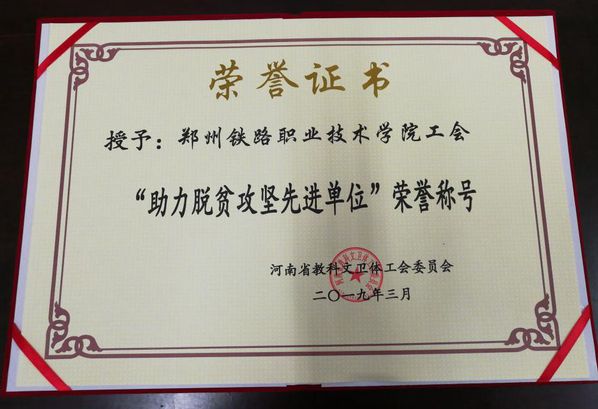 荣誉证书
授予：郑州铁路职业技术学院工会
“助力脱贫攻坚先进单位”荣誉称号
河南省教科文卫体工会委员会
二〇一九年三月